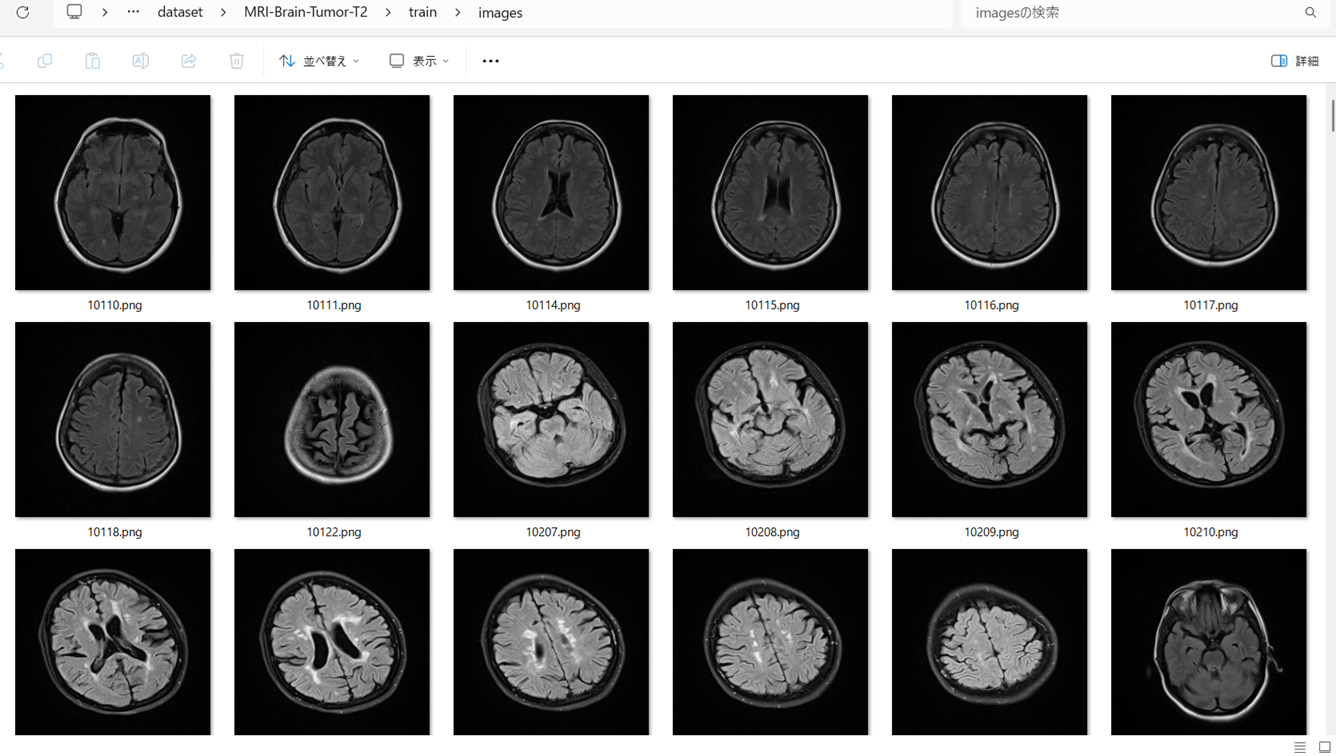 … dataset MRI-Brain-Tumor-T2 train images imagesの検索
並べ替え 表示 … 詳細
10110.png 10111.png 10114.png 10115.png 10116.png 10117.png
10118.png 10122.png 10207.png 10208.png 10209.png 10210.png